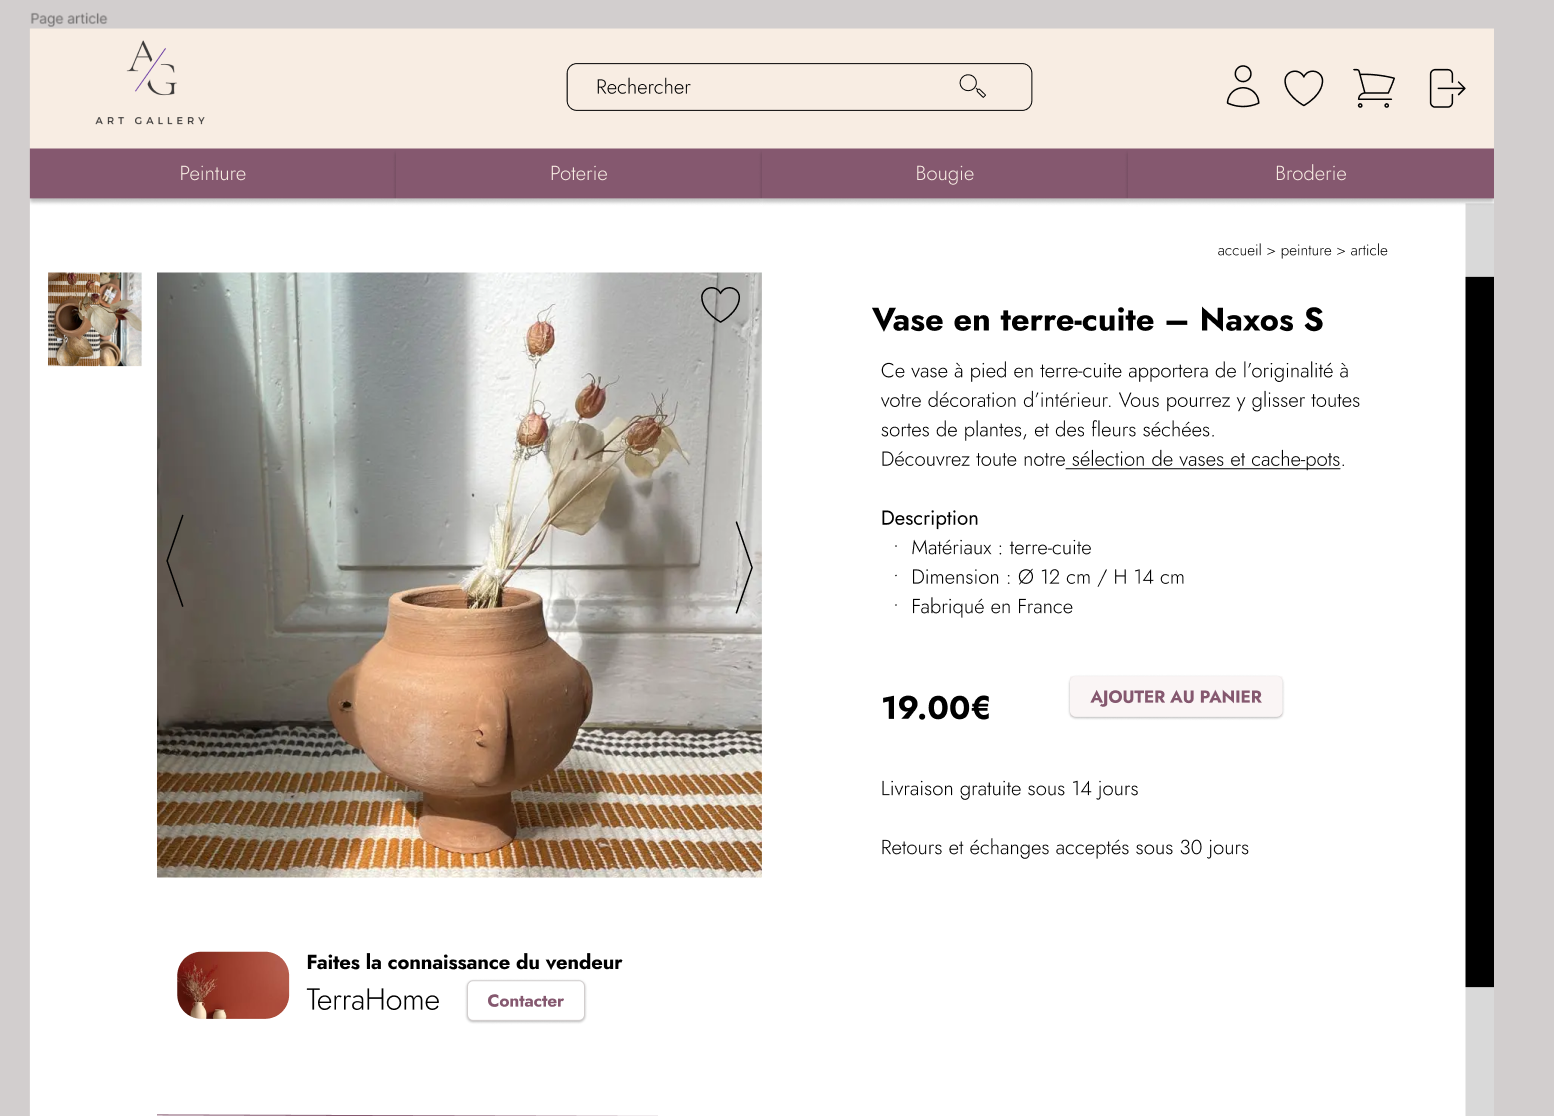 Page article
A/G
ART GALLERY
Rechercher
Peinture
Poterie
Bougie
Broderie
accueil > peinture > article
Vase en terre-cuite – Naxos S
Ce vase à pied en terre-cuite apportera de l’originalité à
votre décoration d’intérieur. Vous pourrez y glisser toutes
sortes de plantes, et des fleurs séchées.
Découvrez toute notre sélection de vases et cache-pots.
Description
· Matériaux : terre-cuite
· Dimension : Ø 12 cm / H 14 cm
· Fabriqué en France
19.00€
AJOUTER AU PANIER
Livraison gratuite sous 14 jours
Retours et échanges acceptés sous 30 jours
Faites la connaissance du vendeur
TerraHome
Contacter